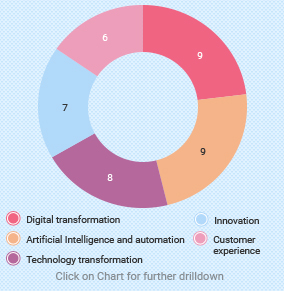 6
9
7
9
8
Digital transformation
Innovation
Artificial Intelligence and automation
Customer
experience
Technology transformation
Click on Chart for further drilldown